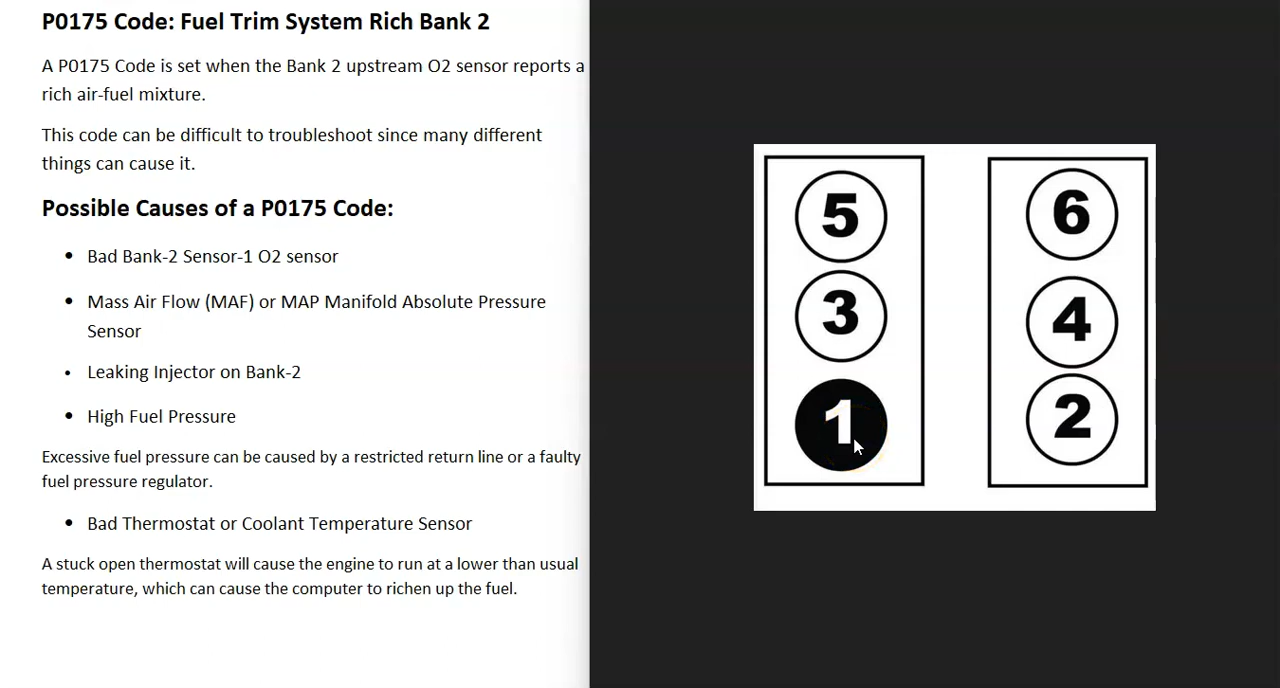 P0175 Code: Fuel Trim System Rich Bank 2
A P0175 Code is set when the Bank 2 upstream O2 sensor reports a
rich air-fuel mixture.
This code can be difficult to troubleshoot since many different
things can cause it.
Possible Causes of a P0175 Code:
• Bad Bank-2 Sensor-1 O2 sensor
• Mass Air Flow (MAF) or MAP Manifold Absolute Pressure
Sensor
• Leaking Injector on Bank-2
• High Fuel Pressure
Excessive fuel pressure can be caused by a restricted return line or a faulty
fuel pressure regulator.
• Bad Thermostat or Coolant Temperature Sensor
A stuck open thermostat will cause the engine to run at a lower than usual
temperature, which can cause the computer to richen up the fuel.
5 6
3 4
1 2